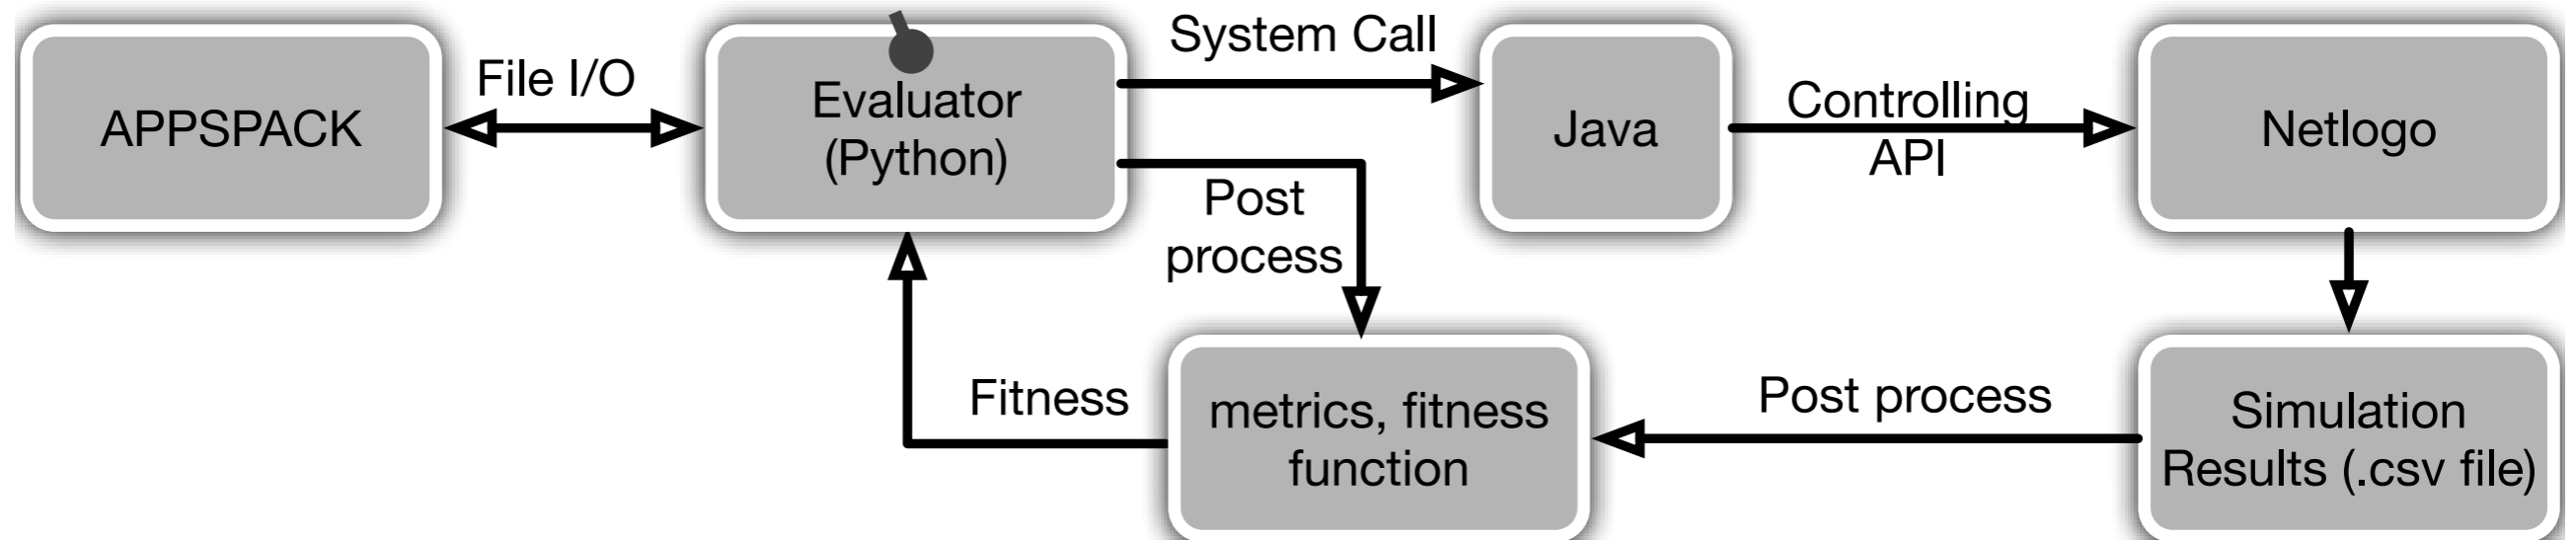 System Call
File I/O
APPSPACK
Evaluator
(Python)
Java
Controlling
API
Netlogo
Post
process
Fitness
metrics, fitness
function
Post process
Simulation
Results (.csv file)